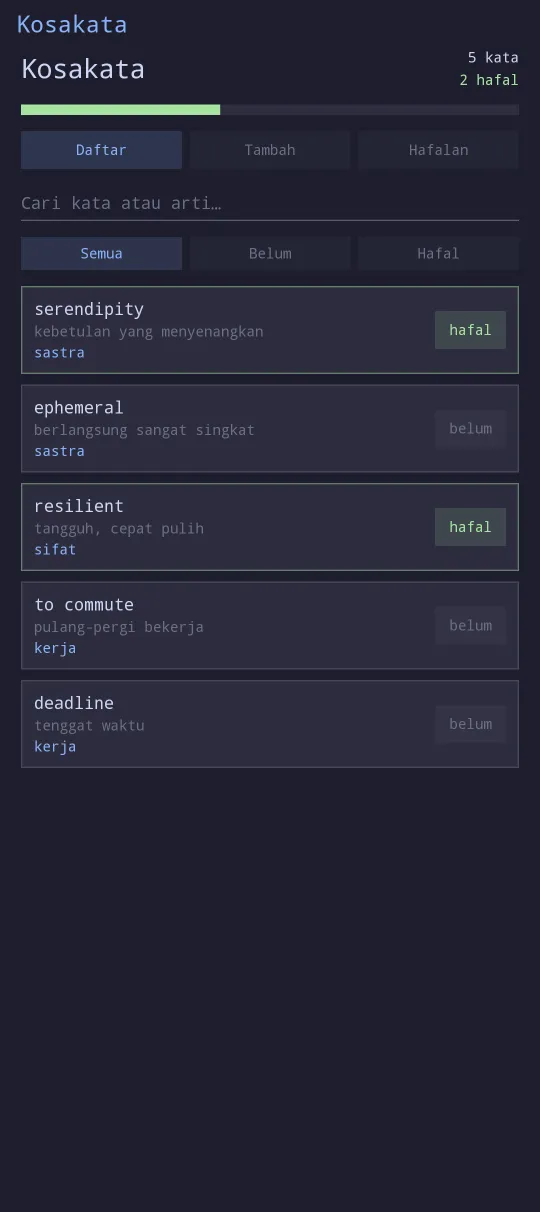 Kosakata
Kosakata
5 kata
2 hafal
Daftar
Tambah
Hafalan
Cari kata atau arti…
Semua
Belum
Hafal
serendipity
kebetulan yang menyenangkan
sastra
hafal
ephemeral
berlangsung sangat singkat
sastra
belum
resilient
tangguh, cepat pulih
sifat
hafal
to commute
pulang-pergi bekerja
kerja
belum
deadline
tenggat waktu
kerja
belum